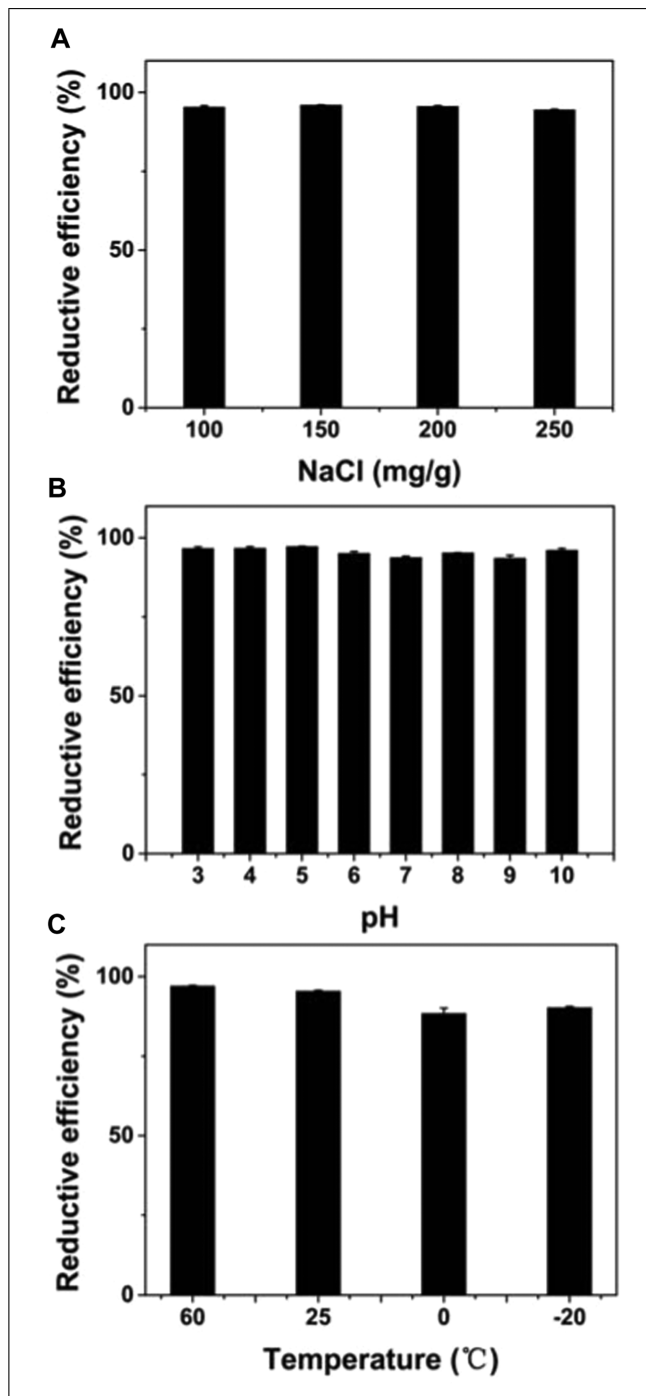 A
Reductive efficiency (%)
100
50
0
100 150 200 250
NaCl (mg/g)
B
Reductive efficiency (%)
100
50
0
3 4 5 6 7 8 9 10
pH
C
Reductive efficiency (%)
100
50
0
60 25 0 -20
Temperature (℃)